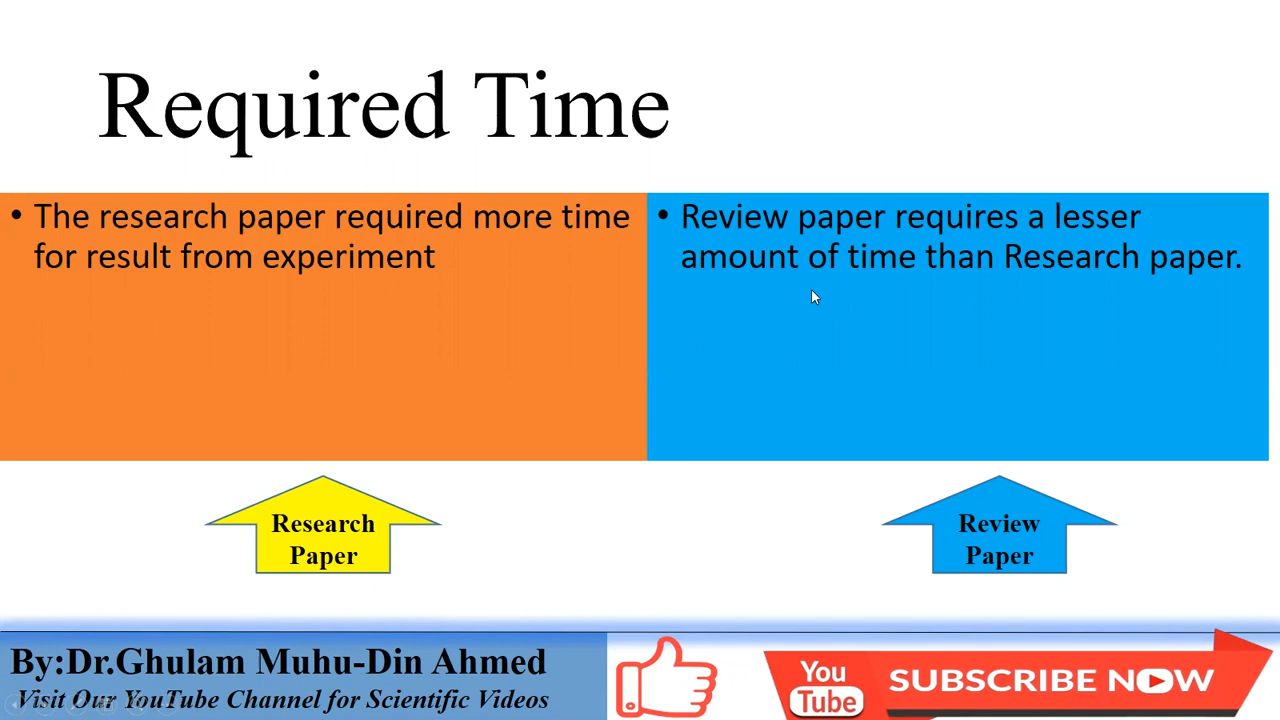 Required Time
• The research paper required more time
for result from experiment
• Review paper requires a lesser
amount of time than Research paper.
Research
Paper
Review
Paper
By:Dr.Ghulam Muhu-Din Ahmed
Visit Our YouTube Channel for Scientific Videos
You
Tube
SUBSCRIBE NOW